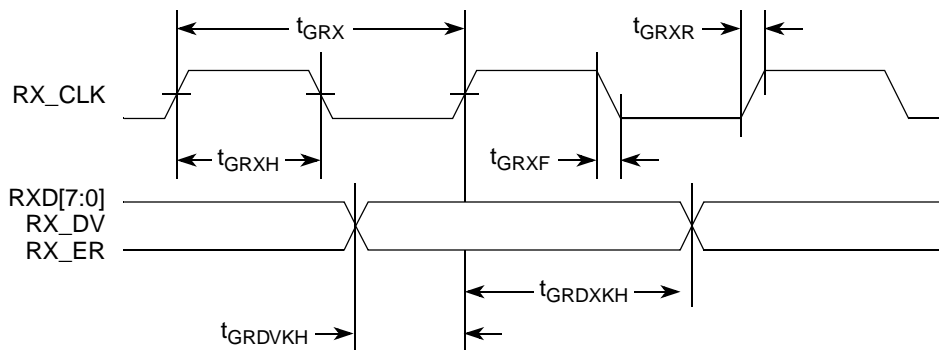 tGRX
tGRXR
RX_CLK
tGRXH
tGRXF
RXD[7:0]
RX_DV
RX_ER
tGRDXKH
tGRDVKH